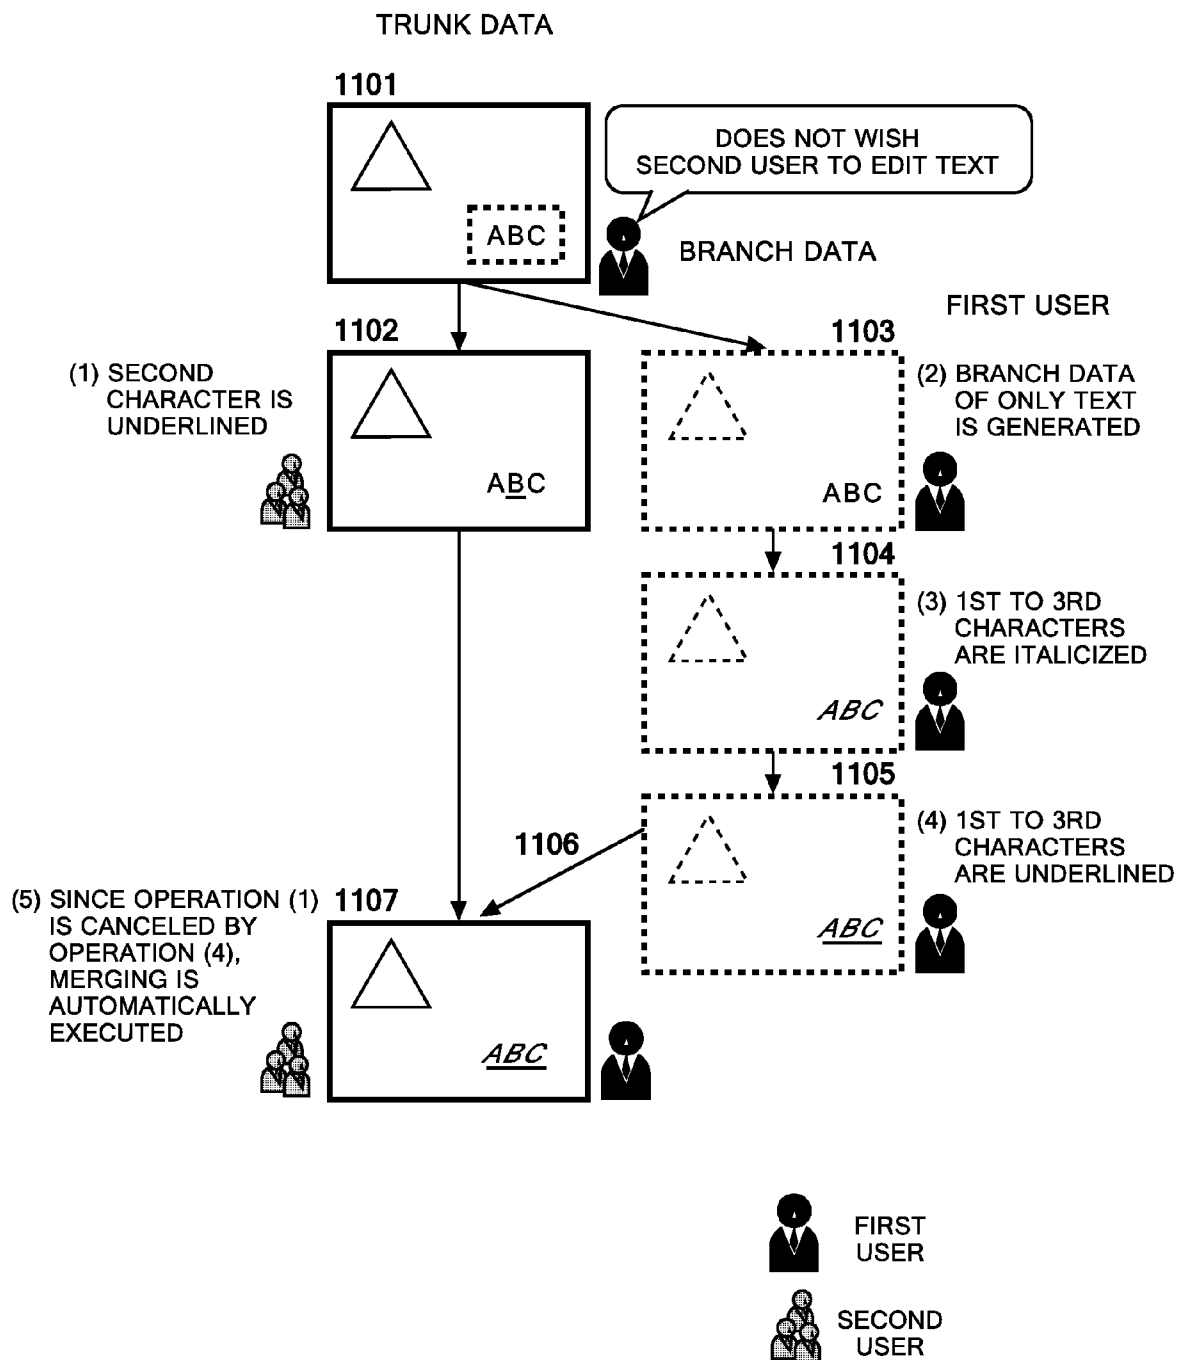 TRUNK DATA
1101
DOES NOT WISH
SECOND USER TO EDIT TEXT
ABC
BRANCH DATA
FIRST USER
1102
1103
(1) SECOND
CHARACTER IS
UNDERLINED
(2) BRANCH DATA
OF ONLY TEXT
IS GENERATED
ABC
ABC
1104
(3) 1ST TO 3RD
CHARACTERS
ARE ITALICIZED
ABC
1105
(4) 1ST TO 3RD
CHARACTERS
ARE UNDERLINED
1106
ABC
(5) SINCE OPERATION (1)
IS CANCELED BY
OPERATION (4),
MERGING IS
AUTOMATICALLY
EXECUTED
1107
ABC
FIRST
USER
SECOND
USER